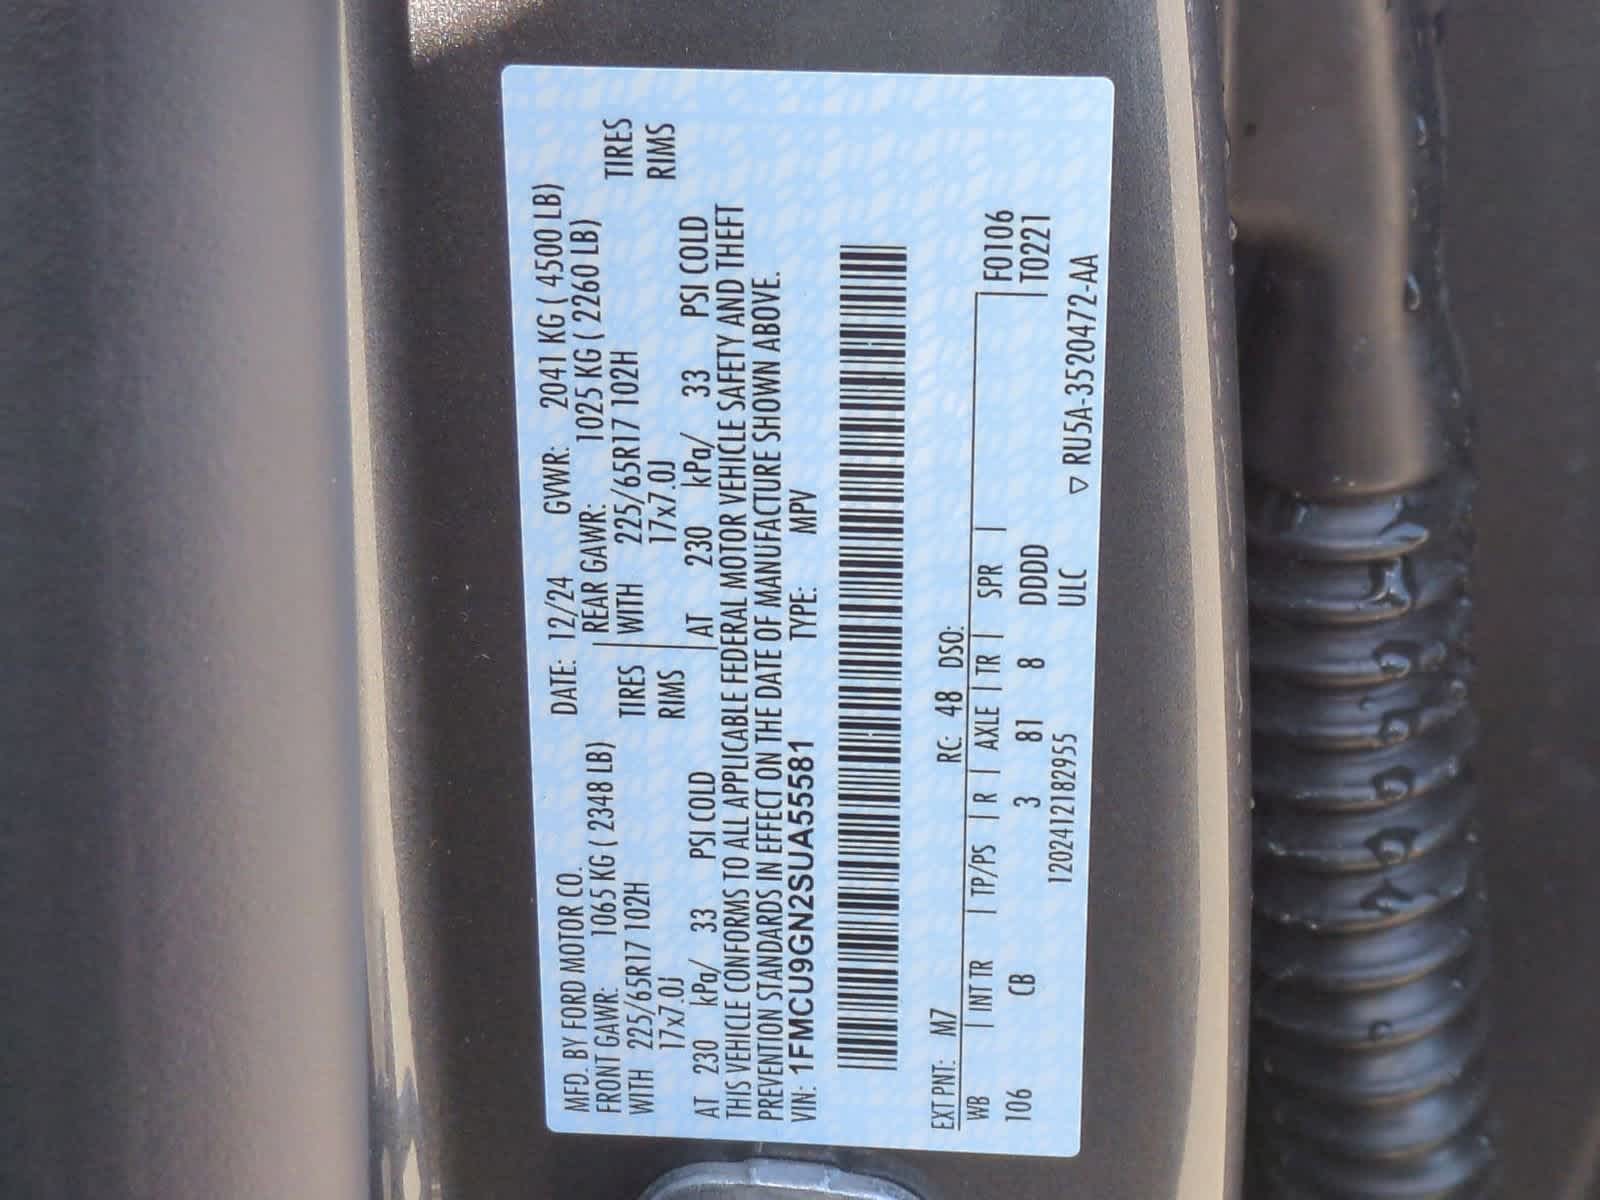 MFD. BY FORD MOTOR CO. DATE: 12/24 GVWR: 2041 KG ( 4500 LB)
FRONT GAWR: 1065 KG ( 2348 LB) REAR GAWR: 1025 KG ( 2260 LB)
WITH 225/65R17 102H TIRES WITH 225/65R17 102H TIRES
17x7.0J RIMS 17x7.0J RIMS
AT 230 kPa/ 33 PSI COLD AT 230 kPa/ 33 PSI COLD
THIS VEHICLE CONFORMS TO ALL APPLICABLE FEDERAL MOTOR VEHICLE SAFETY AND THEFT
PREVENTION STANDARDS IN EFFECT ON THE DATE OF MANUFACTURE SHOWN ABOVE.
VIN: 1FMCU9GN2SUA55581 TYPE: MPV
EXT PNT: M7 RC: 48 DSO: F0106
WB | INT TR | TP/PS | R | AXLE | TR | SPR | T0221
106 CB 3 81 8 DDDD
12024121821955 ULC ▽ RU5A-3520472-AA